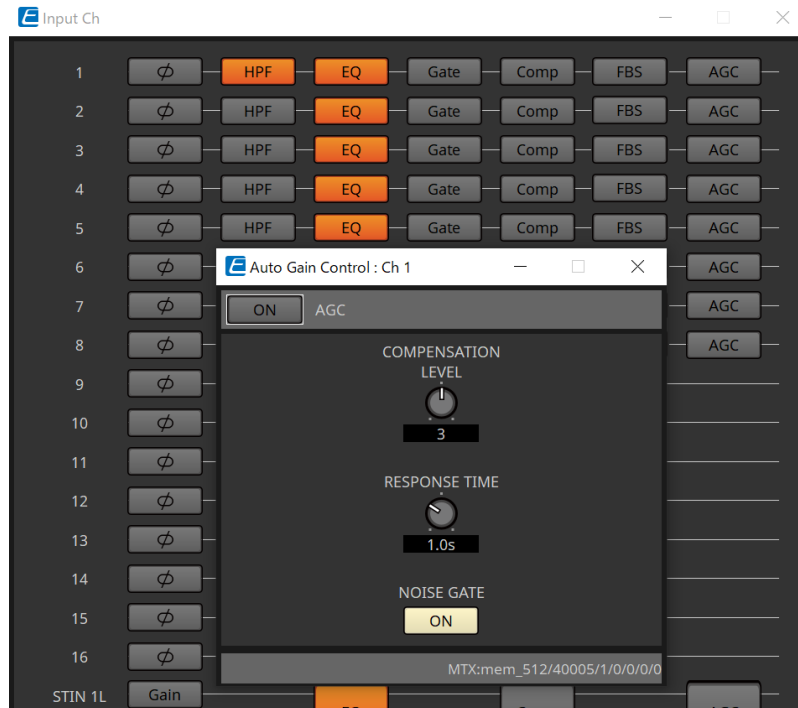 Input Ch
1 HPF EQ Gate Comp FBS AGC
2 HPF EQ Gate Comp FBS AGC
3 HPF EQ Gate Comp FBS AGC
4 HPF EQ Gate Comp FBS AGC
5 HPF EQ Gate Comp FBS AGC
6 AGC
7 AGC
8 AGC
9
10
11
12
13
14
15
16
STIN 1L Gain
Auto Gain Control : Ch 1
ON AGC
COMPENSATION
LEVEL
3
RESPONSE TIME
1.0s
NOISE GATE
ON
MTX:mem_512/40005/1/0/0/0/0